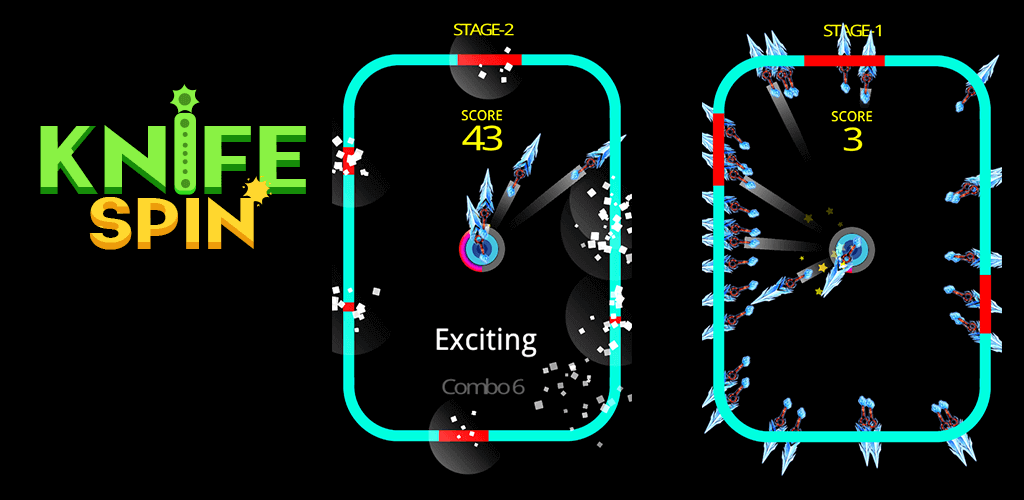 KNIFE
SPIN
STAGE-2
SCORE
43
Exciting
Combo 6
STAGE-1
SCORE
3